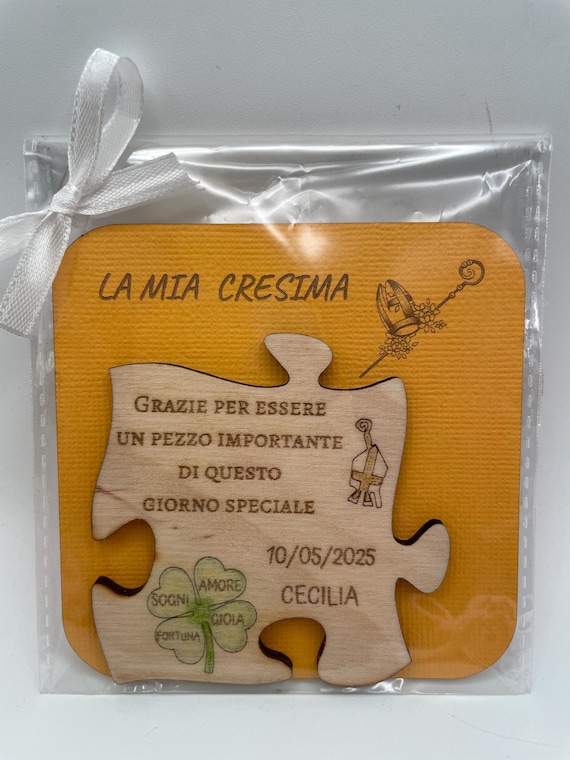 LA MIA CRESIMA
GRAZIE PER ESSERE
UN PEZZO IMPORTANTE
DI QUESTO
GIORNO SPECIALE
10/05/2025
CECILIA
SOGNI
AMORE
GIOIA
FORTUNA